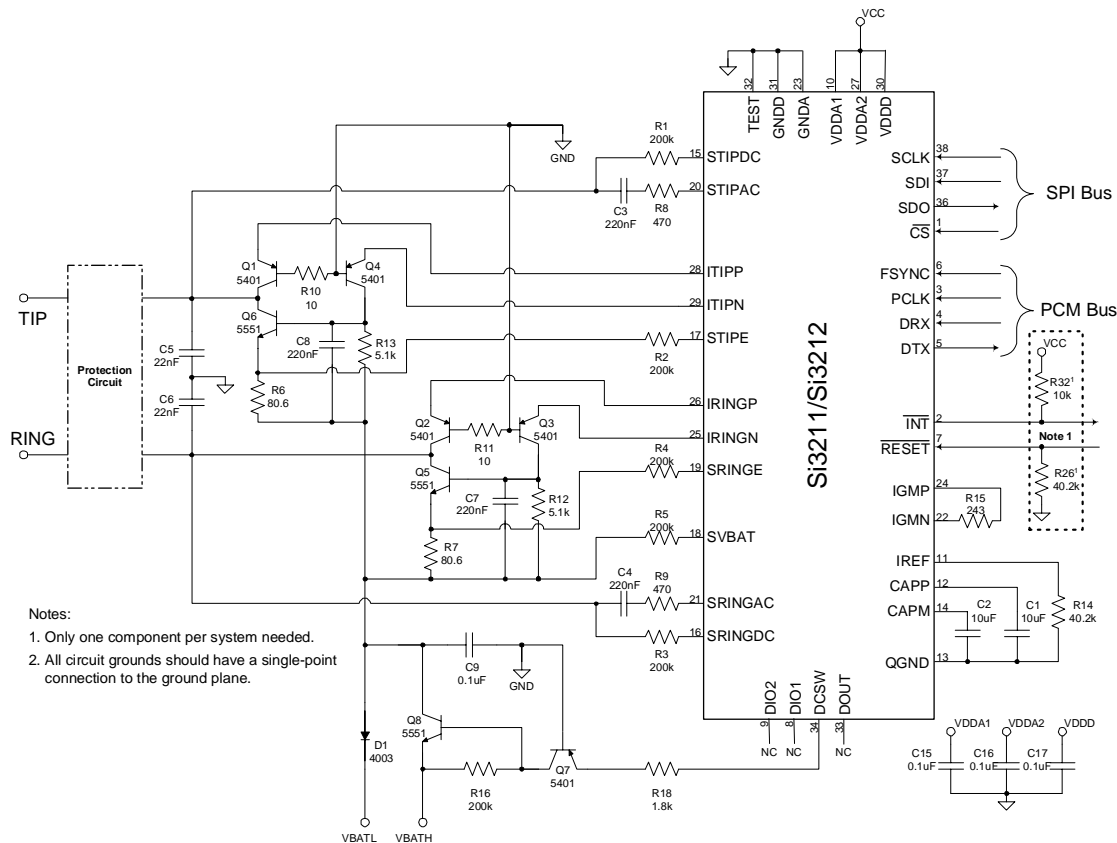 VCC
TEST
32
GNDD
31
GNDA
23
VDDA1
10
VDDA2
27
VDDD
30
GND
R1
200k
15
STIPDC
C3
220nF
R8
470
20
STIPAC
SCLK
38
SDI
37
SDO
36
CS
1
SPI Bus
Q1
5401
R10
10
Q4
5401
28
ITIPP
29
ITIPN
FSYNC
6
PCLK
3
DRX
4
DTX
5
PCM Bus
TIP
Protection
Circuit
RING
C5
22nF
C6
22nF
Q6
5551
C8
220nF
R13
5.1k
R6
80.6
17
STIPE
R2
200k
Si3211/Si3212
26
IRINGP
25
IRINGN
Q2
5401
R11
10
Q3
5401
Q5
5551
C7
220nF
R12
5.1k
R7
80.6
R4
200k
19
SRINGE
R5
200k
18
SVBAT
C4
220nF
R9
470
21
SRINGAC
R3
200k
16
SRINGDC
VCC
R32¹
10k
INT
2
Note 1
RESET
7
R26¹
40.2k
IGMP
24
R15
243
IGMN
22
IREF
11
CAPP
12
CAPM
14
C2
10uF
C1
10uF
R14
40.2k
QGND
13
Notes:
1. Only one component per system needed.
2. All circuit grounds should have a single-point
connection to the ground plane.
C9
0.1uF
GND
DIO2
9
NC
DIO1
8
NC
DCSW
34
DOUT
33
NC
D1
4003
Q8
5551
R16
200k
Q7
5401
R18
1.8k
VBATL
VBATH
VDDA1
VDDA2
VDDD
C15
0.1uF
C16
0.1uF
C17
0.1uF